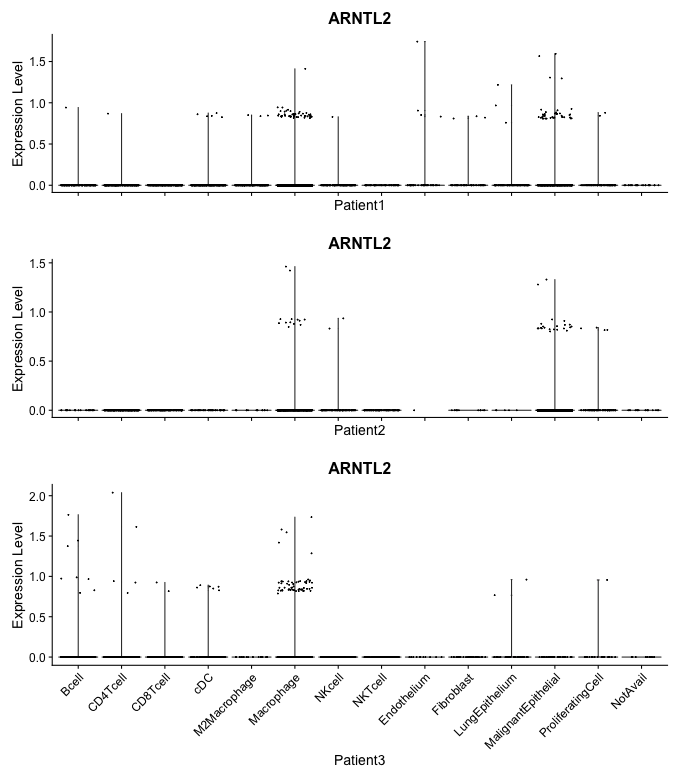 ARNTL2
Expression Level
1.5
1.0
0.5
0.0
Patient1
ARNTL2
Expression Level
1.5
1.0
0.5
0.0
Patient2
ARNTL2
Expression Level
2.0
1.5
1.0
0.5
0.0
Bcell
CD4Tcell
CD8Tcell
cDC
M2Macrophage
Macrophage
NKcell
NKTcell
Endothelium
Fibroblast
LungEpithelium
MalignantEpithelial
ProliferatingCell
NotAvail
Patient3